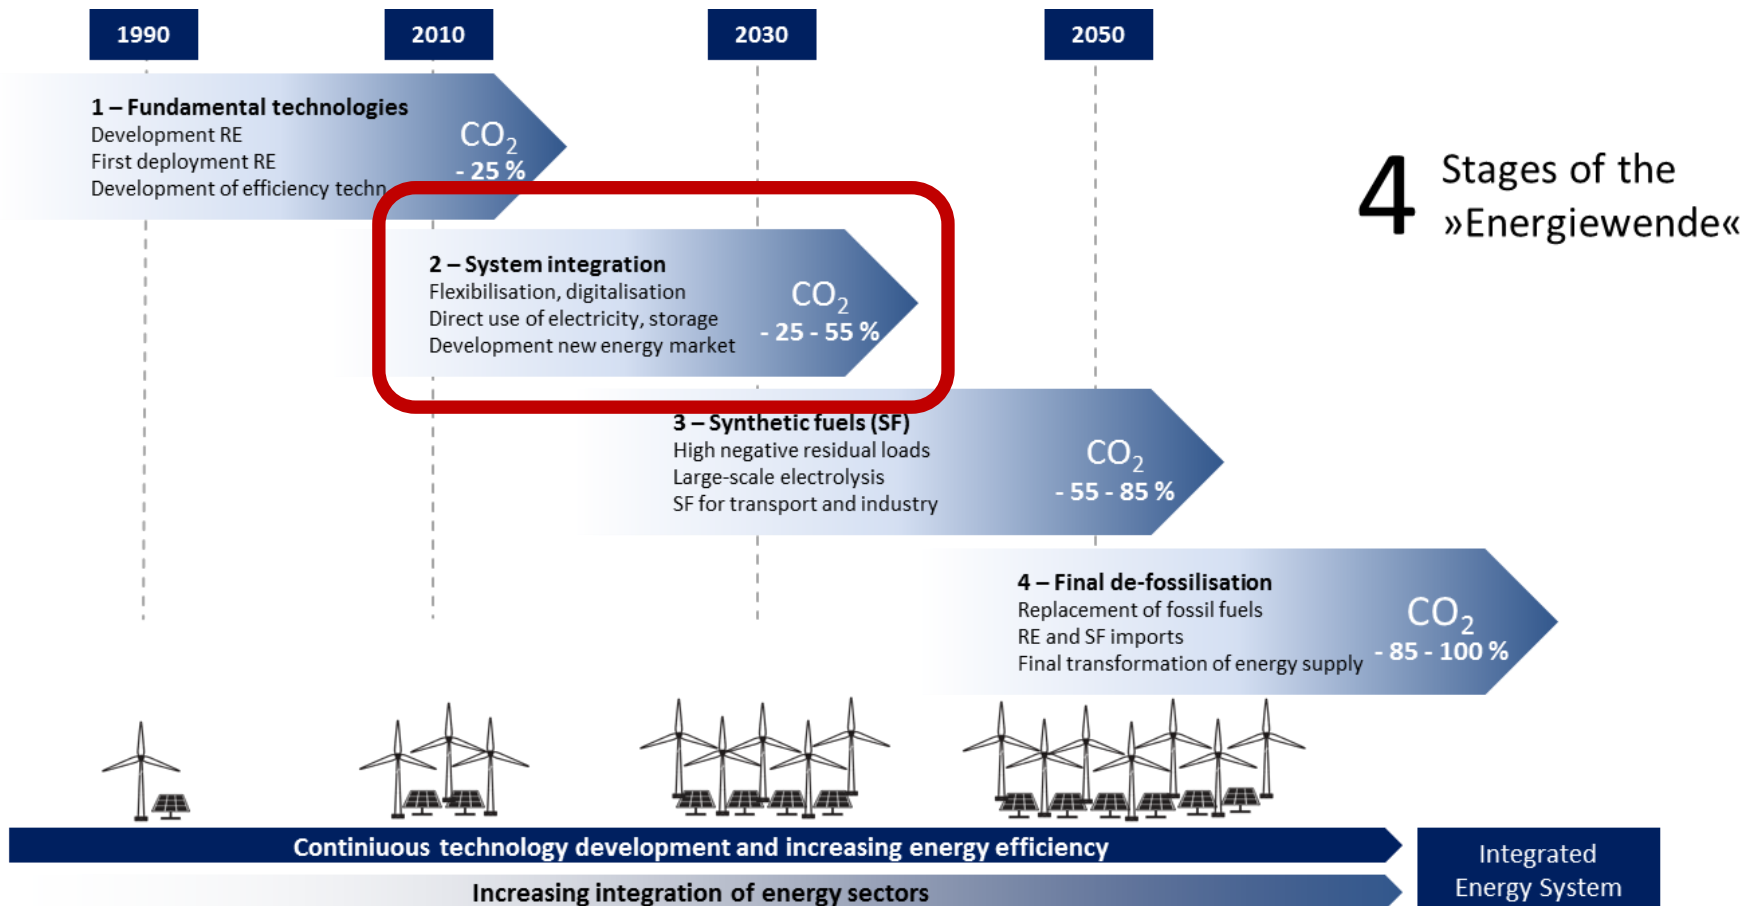 1990
2010
2030
2050
1 – Fundamental technologies
Development RE
First deployment RE
Development of efficiency techn.
CO₂
- 25 %
4 Stages of the
»Energiewende«
2 – System integration
Flexibilisation, digitalisation
Direct use of electricity, storage
Development new energy market
CO₂
- 25 - 55 %
3 – Synthetic fuels (SF)
High negative residual loads
Large-scale electrolysis
SF for transport and industry
CO₂
- 55 - 85 %
4 – Final de-fossilisation
Replacement of fossil fuels
RE and SF imports
Final transformation of energy supply
CO₂
- 85 - 100 %
Continiuous technology development and increasing energy efficiency
Increasing integration of energy sectors
Integrated
Energy System